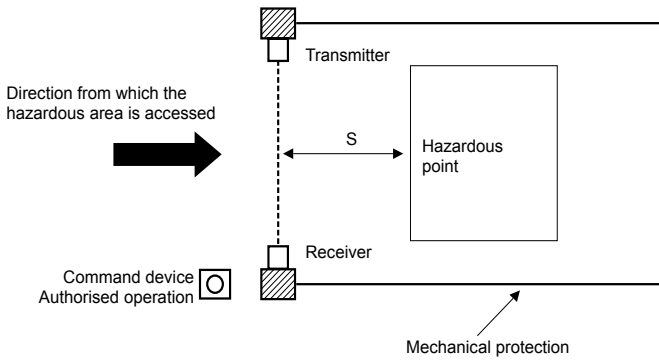 Transmitter
Direction from which the
hazardous area is accessed
S
Hazardous
point
Receiver
Command device
Authorised operation
Mechanical protection